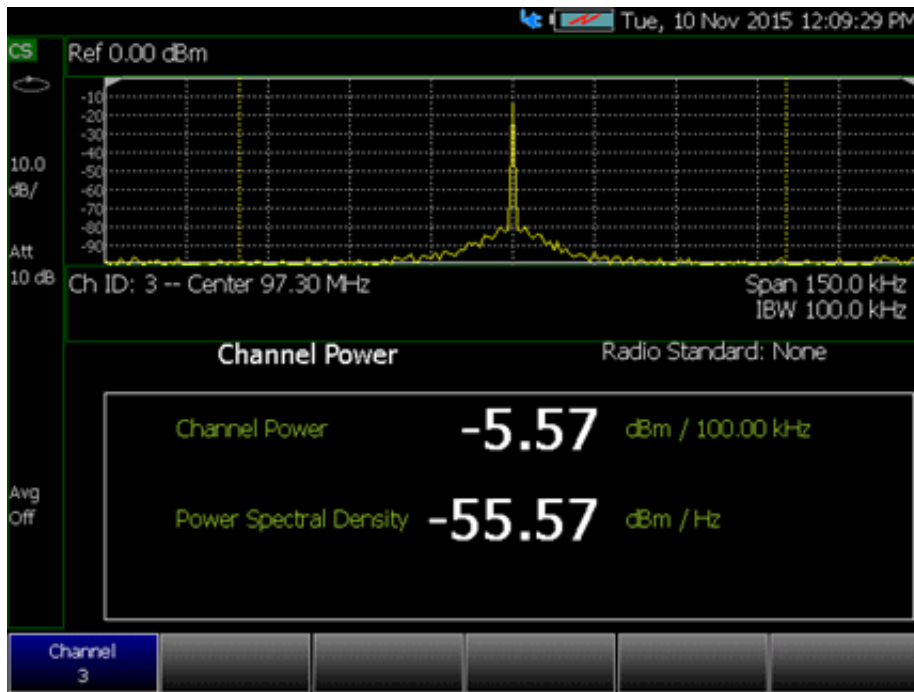 Tue, 10 Nov 2015 12:09:29 PM
CS
Ref 0.00 dBm
-10
-20
-30
-40
-50
-60
-70
-80
-90
10.0
dB/
Att
10 dB
Ch ID: 3 -- Center 97.30 MHz
Span 150.0 kHz
IBW 100.0 kHz
Channel Power
Radio Standard: None
Channel Power -5.57 dBm / 100.00 kHz
Power Spectral Density -55.57 dBm / Hz
Avg
Off
Channel
3